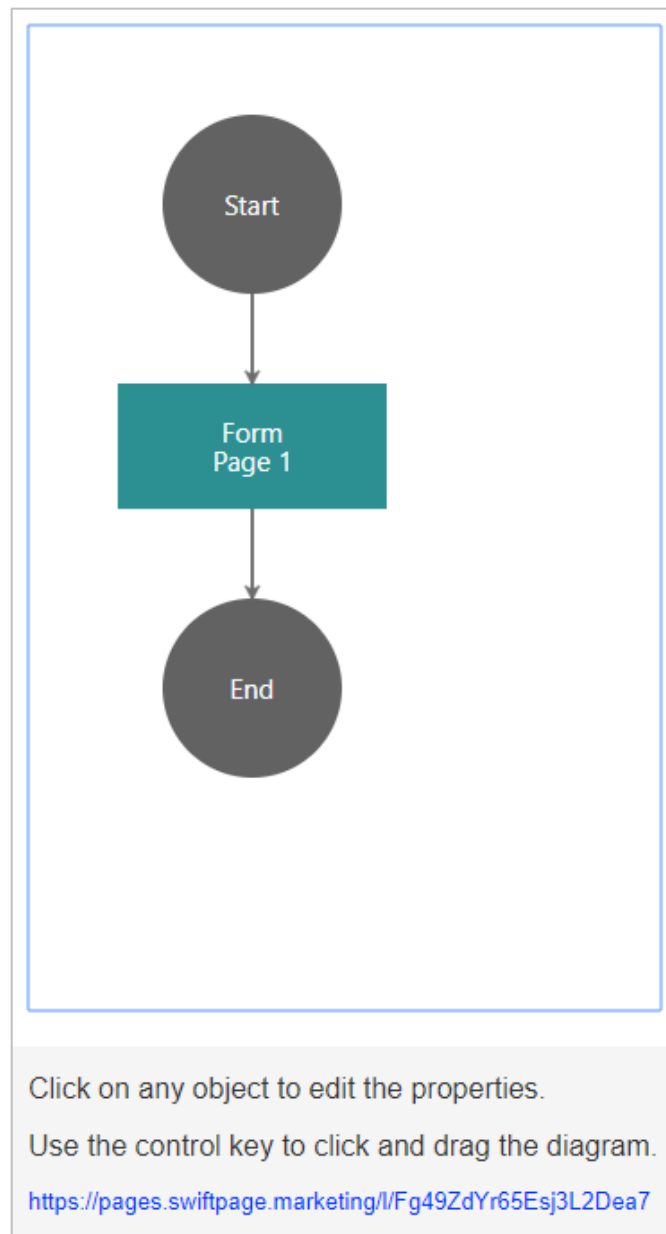 Start
Form
Page 1
End
Click on any object to edit the properties.
Use the control key to click and drag the diagram.
https://pages.swiftpage.marketing/l/Fg49ZdYr65Esj3L2Dea7